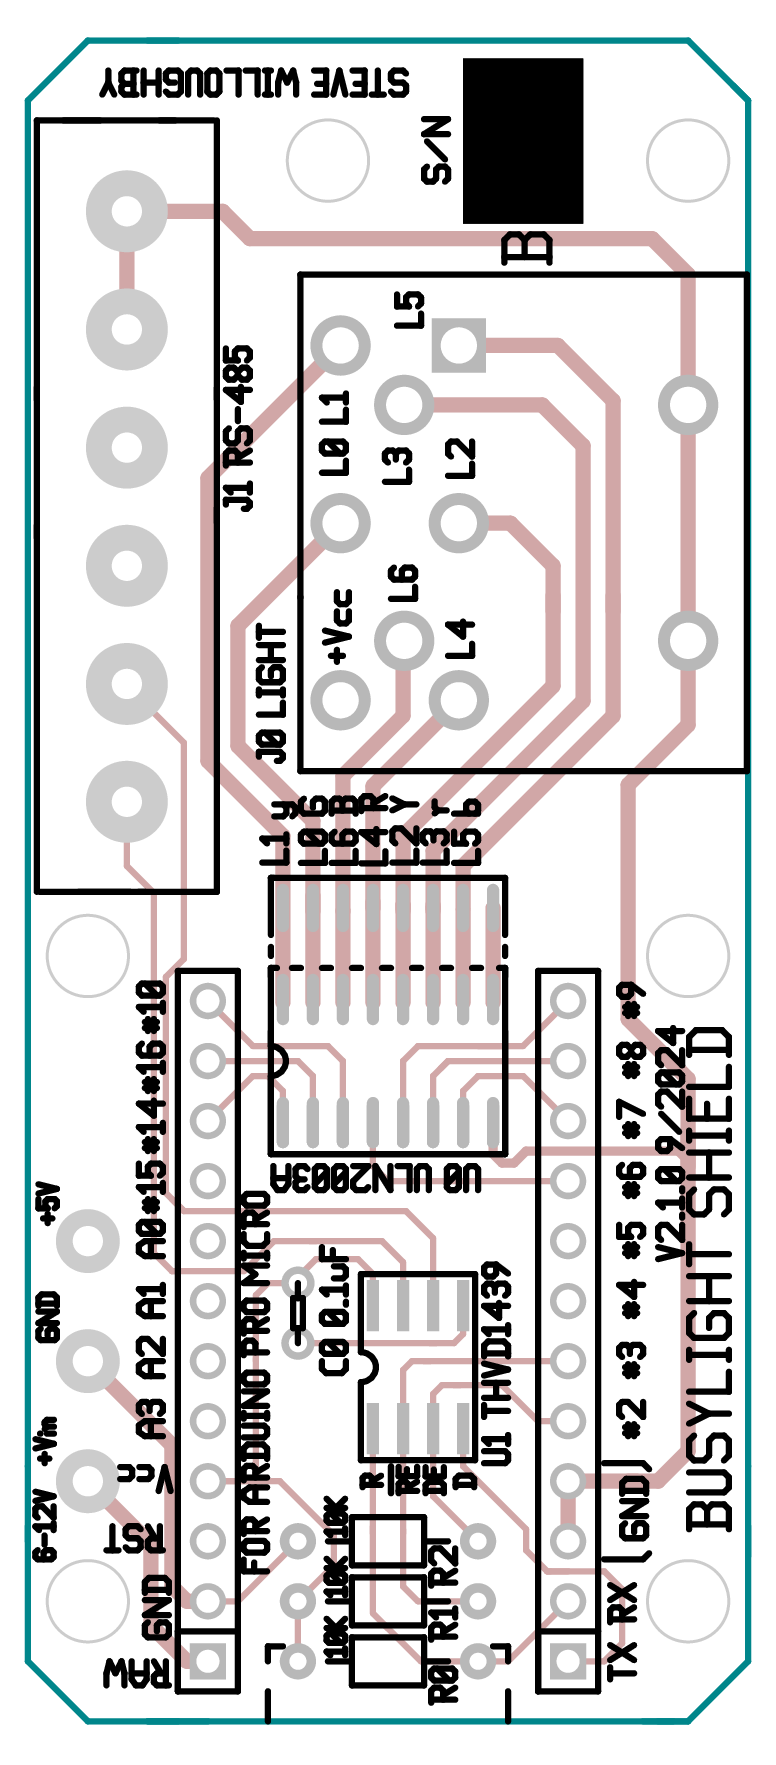 STEVE WILLOUGHBY
S/N
B
J1 RS-485
L5
L0 L1
L3
L2
L6
+Vcc
L4
J0 LIGHT
L1 y
L0 G
L6 B
L4 R
L2 Y
L3 r
L5 b
*10
*16
*14
*15
A0
A1
A2
A3
Vcc
RST
GND
RAW
+5V
GND
+Vin
6-12V
FOR ARDUINO PRO MICRO
U0 ULN2003A
C0 0.1uF
U1 THVD1439
R
RE
DE
D
10K
10K
10K
R2
R1
R0
*9
*8
*7
*6
*5
*4
*3
*2
(GND)
RX
TX
V2.1.0 9/2024
BUSYLIGHT SHIELD